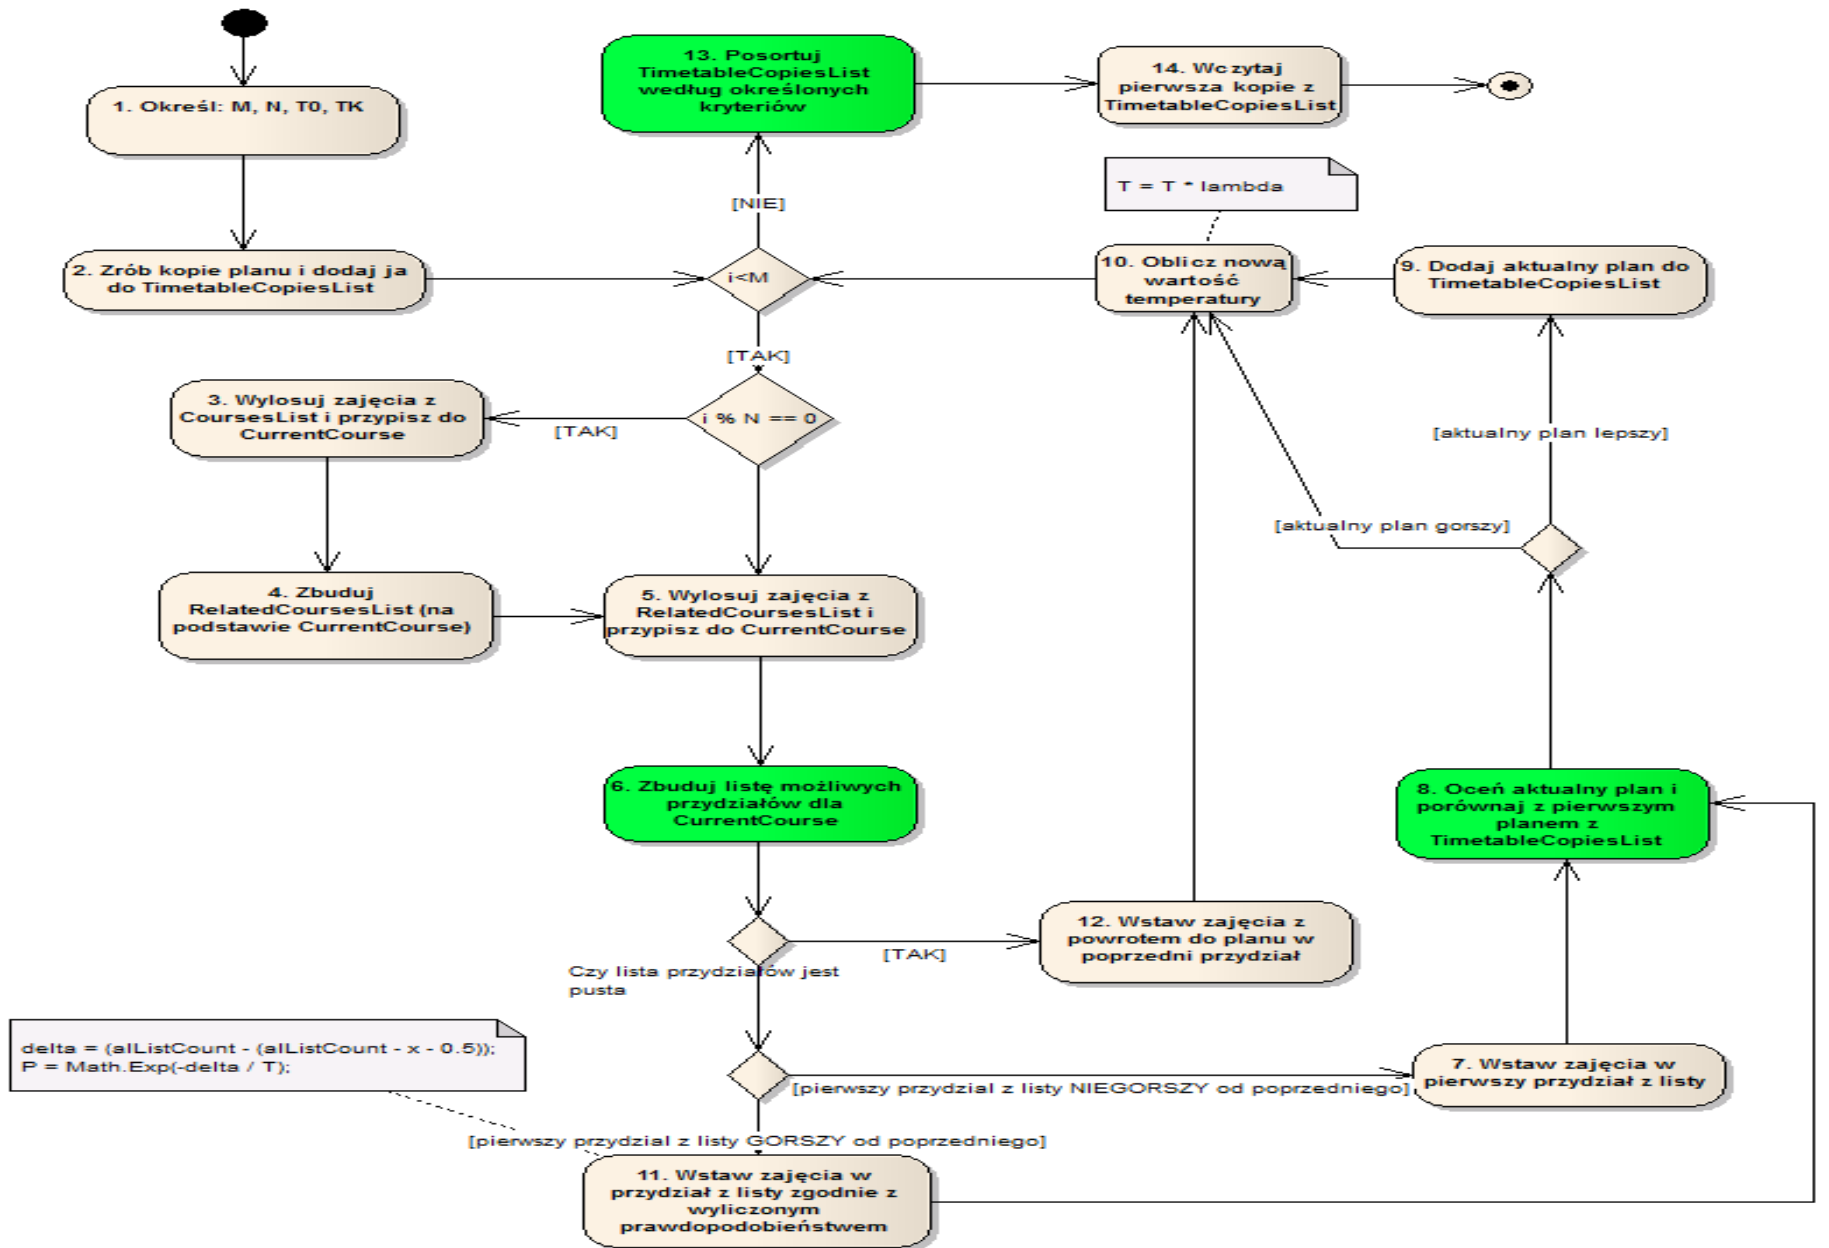 1. Określ: M, N, T0, TK
2. Zrób kopie planu i dodaj ja
do TimetableCopiesList
13. Posortuj
TimetableCopiesList
według określonych
kryteriów
14. Wczytaj
pierwsza kopie z
TimetableCopiesList
T = T * lambda
[NIE]
i<M
[TAK]
10. Oblicz nową
wartość
temperatury
9. Dodaj aktualny plan do
TimetableCopiesList
3. Wylosuj zajęcia z
CoursesList i przypisz do
CurrentCourse
[TAK]
i % N == 0
[aktualny plan lepszy]
[aktualny plan gorszy]
4. Zbuduj
RelatedCoursesList (na
podstawie CurrentCourse)
5. Wylosuj zajęcia z
RelatedCoursesList i
przypisz do CurrentCourse
6. Zbuduj listę możliwych
przydziałów dla
CurrentCourse
8. Oceń aktualny plan i
porównaj z pierwszym
planem z
TimetableCopiesList
12. Wstaw zajęcia z
powrotem do planu w
poprzedni przydział
[TAK]
Czy lista przydziałów jest
pusta
delta = (alListCount - (alListCount - x - 0.5));
P = Math.Exp(-delta / T);
7. Wstaw zajęcia w
pierwszy przydział z listy
[pierwszy przydzial z listy NIEGORSZY od poprzedniego]
[pierwszy przydzial z listy GORSZY od poprzedniego]
11. Wstaw zajęcia w
przydział z listy zgodnie z
wyliczonym
prawdopodobieństwem